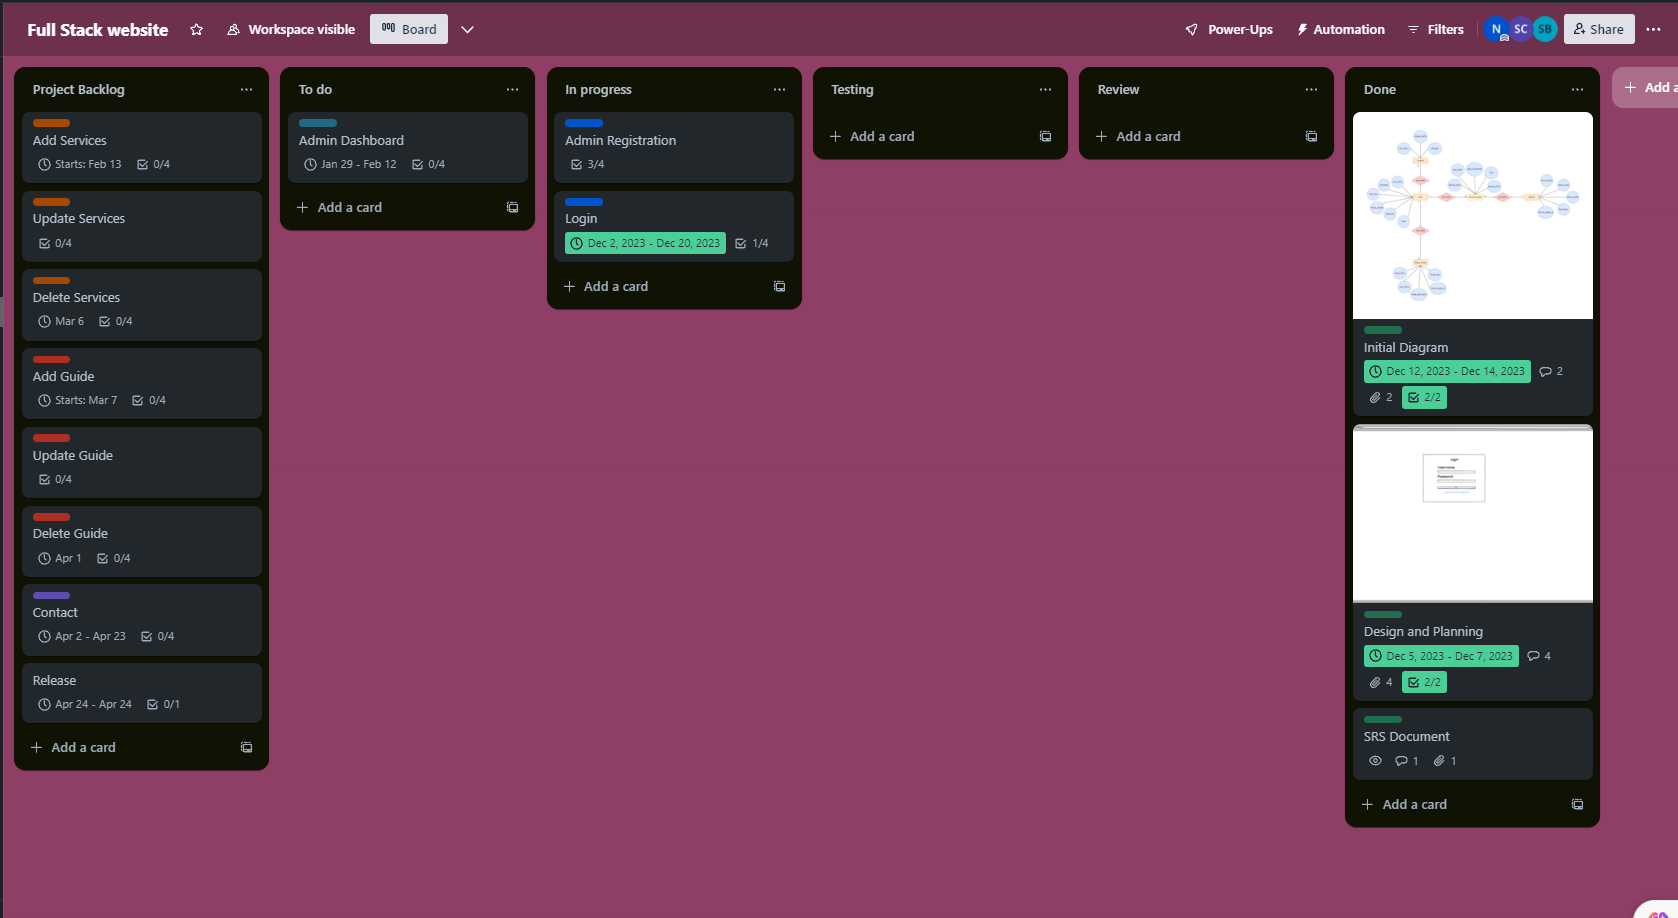 Full Stack website
Workspace visible
Board
Power-Ups
Automation
Filters
N
SC
SB
Share
Project Backlog
Add Services
Starts: Feb 13 0/4
Update Services
0/4
Delete Services
Mar 6 0/4
Add Guide
Starts: Mar 7 0/4
Update Guide
0/4
Delete Guide
Apr 1 0/4
Contact
Apr 2 - Apr 23 0/4
Release
Apr 24 - Apr 24 0/1
+ Add a card
To do
Admin Dashboard
Jan 29 - Feb 12 0/4
+ Add a card
In progress
Admin Registration
3/4
Login
Dec 2, 2023 - Dec 20, 2023 1/4
+ Add a card
Testing
+ Add a card
Review
+ Add a card
Done
Initial Diagram
Dec 12, 2023 - Dec 14, 2023 2
2 2/2
login
Username
Password
Design and Planning
Dec 5, 2023 - Dec 7, 2023 4
4 2/2
SRS Document
1 1
+ Add a card
+ Add a